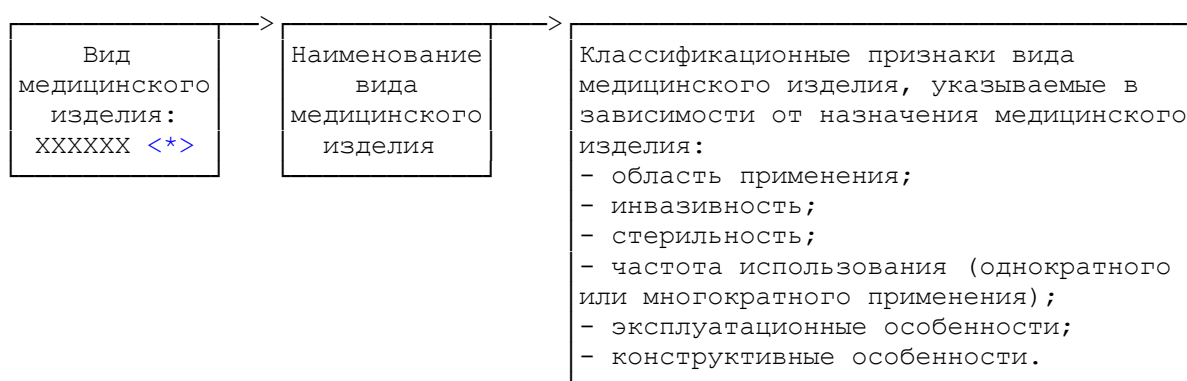 Вид
медицинского
изделия:
XXXXXX <*>
Наименование
вида
медицинского
изделия
Классификационные признаки вида
медицинского изделия, указываемые в
зависимости от назначения медицинского
изделия:
- область применения;
- инвазивность;
- стерильность;
- частота использования (однократного
или многократного применения);
- эксплуатационные особенности;
- конструктивные особенности.